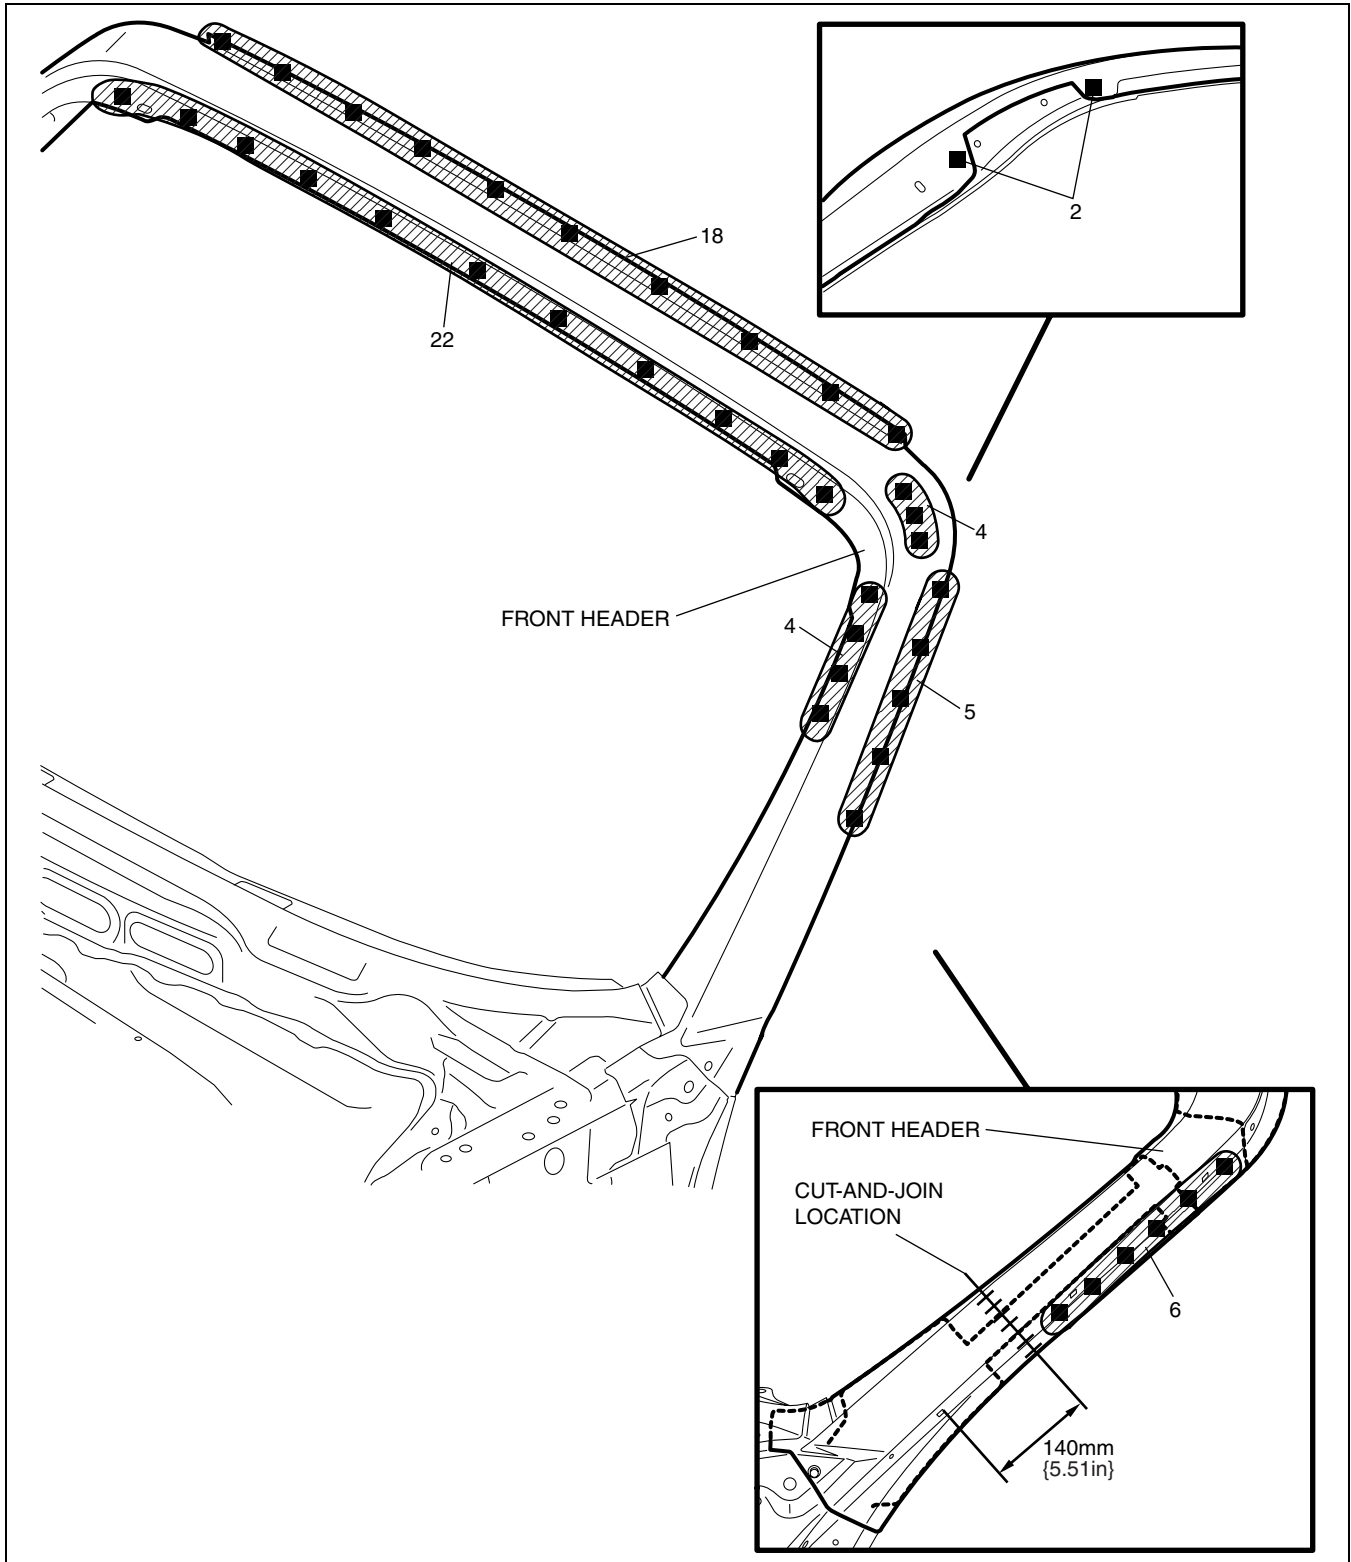 2
18
22
4
FRONT HEADER
4
5
FRONT HEADER
CUT-AND-JOIN
LOCATION
6
140mm
{5.51in}